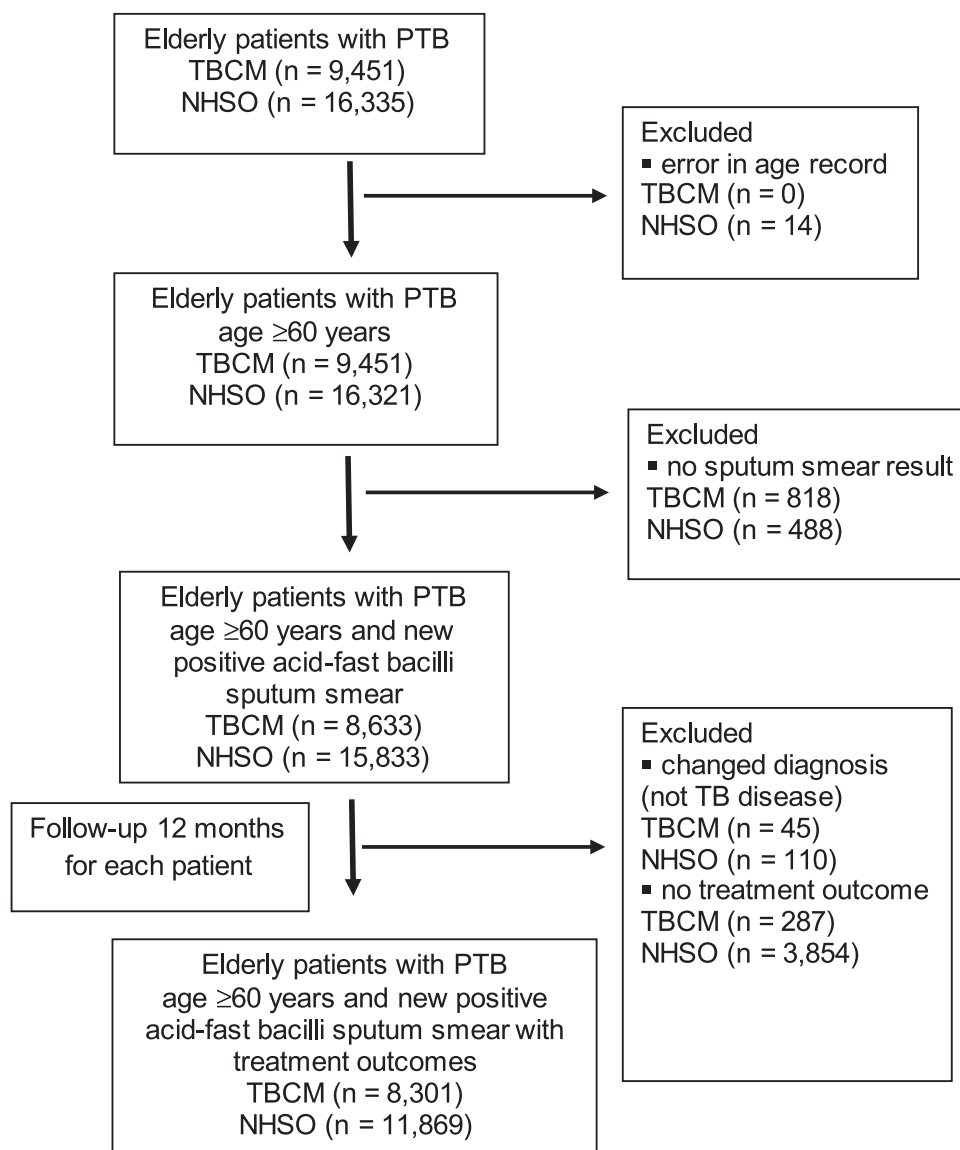 Elderly patients with PTB
TBCM (n = 9,451)
NHSO (n = 16,335)
Excluded
▪ error in age record
TBCM (n = 0)
NHSO (n = 14)
Elderly patients with PTB
age ≥60 years
TBCM (n = 9,451)
NHSO (n = 16,321)
Excluded
▪ no sputum smear result
TBCM (n = 818)
NHSO (n = 488)
Elderly patients with PTB
age ≥60 years and new
positive acid-fast bacilli
sputum smear
TBCM (n = 8,633)
NHSO (n = 15,833)
Follow-up 12 months
for each patient
Excluded
▪ changed diagnosis
(not TB disease)
TBCM (n = 45)
NHSO (n = 110)
▪ no treatment outcome
TBCM (n = 287)
NHSO (n = 3,854)
Elderly patients with PTB
age ≥60 years and new positive
acid-fast bacilli sputum smear with
treatment outcomes
TBCM (n = 8,301)
NHSO (n = 11,869)